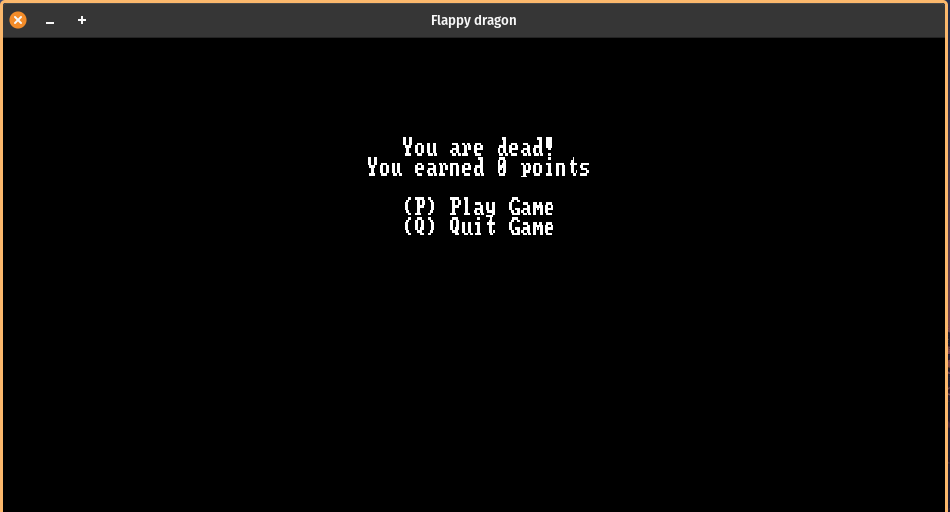 Flappy dragon
You are dead!
You earned 0 points
(P) Play Game
(Q) Quit Game